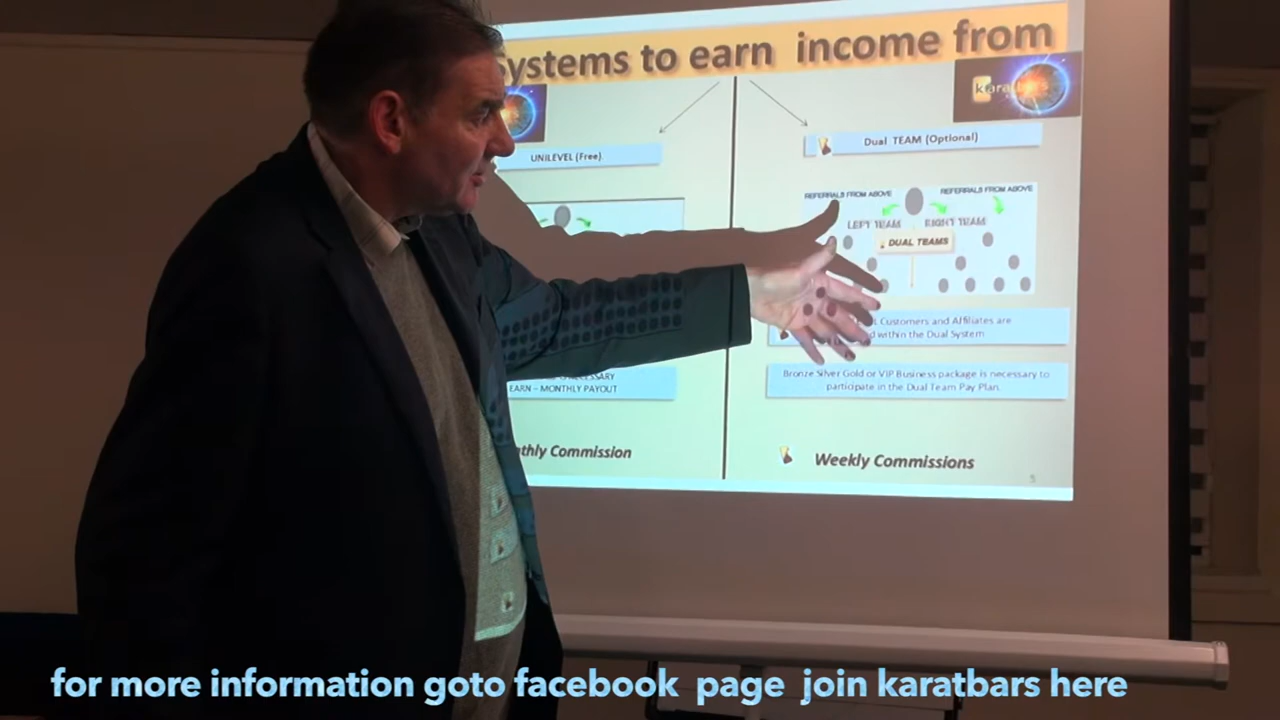 ystems to earn income from
karat
UNILEVEL (Free)
EARN – MONTHLY PAYOUT
thly Commission
Dual TEAM (Optional)
REFERRALS FROM ABOVE
REFERRALS FROM ABOVE
LEFT TEAM
RIGHT TEAM
DUAL TEAMS
Customers and Affiliates are
within the Dual System
Bronze Silver Gold or VIP Business package is necessary to
participate in the Dual Team Pay Plan.
Weekly Commissions
for more information goto facebook page join karatbars here